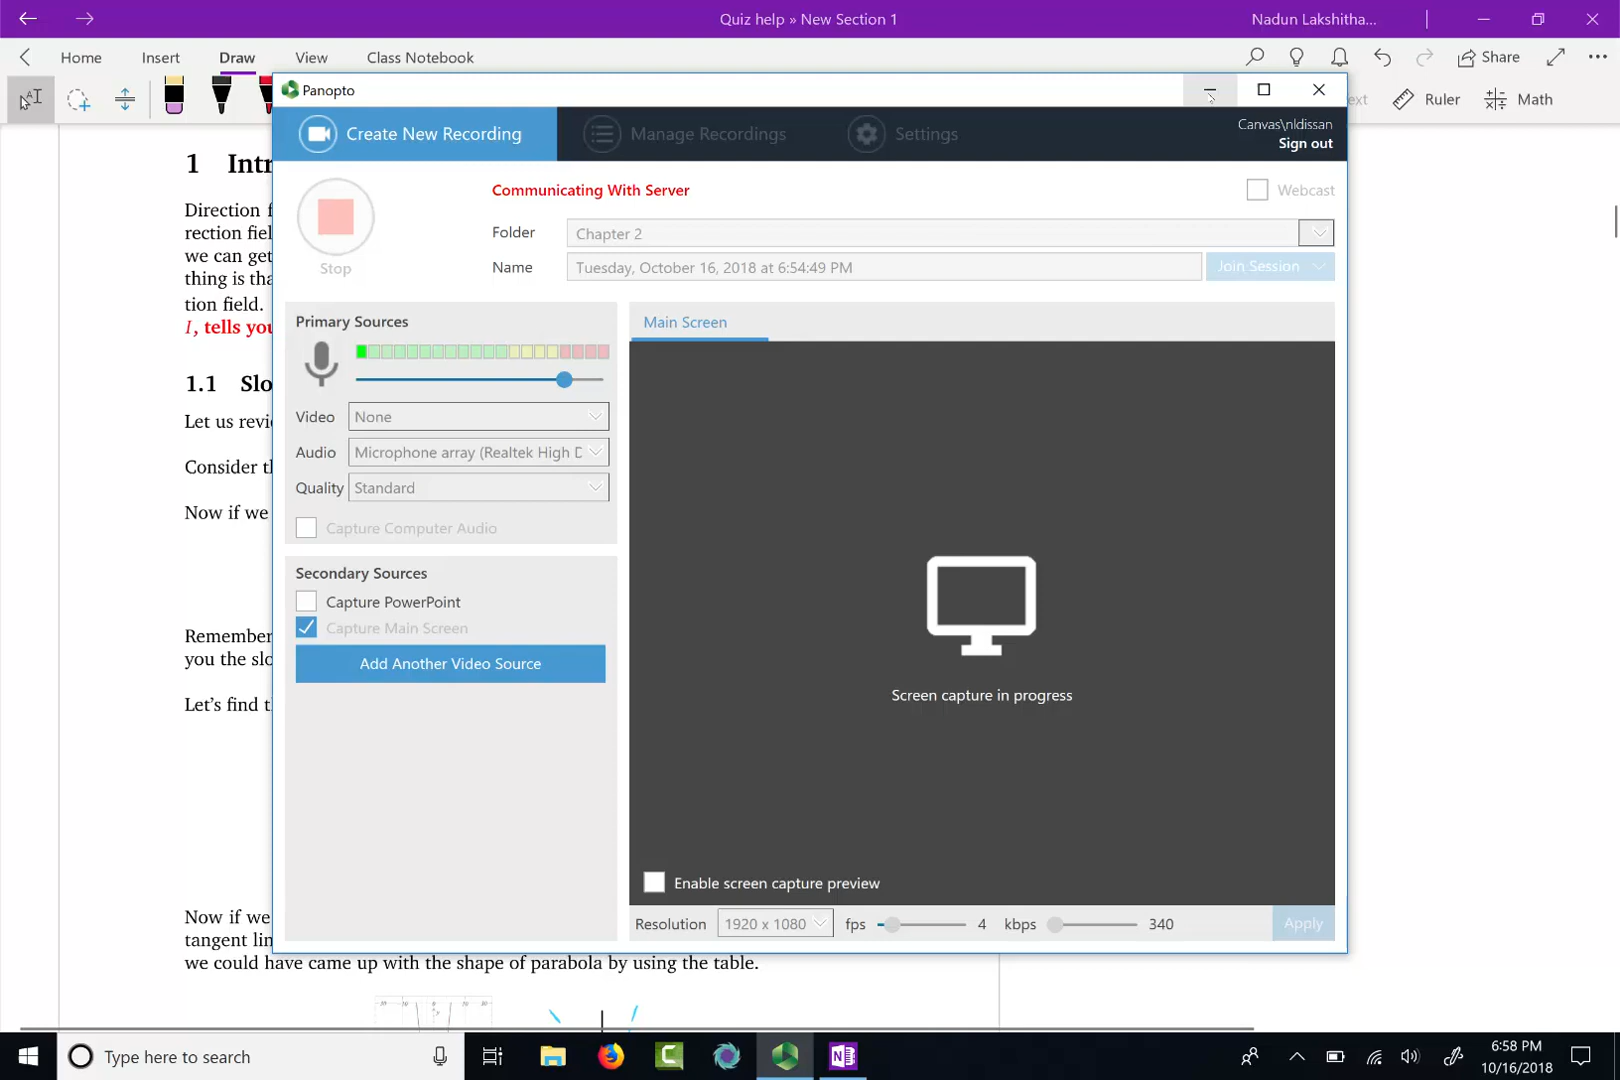 Quiz help » New Section 1
Nadun Lakshitha...
Home
Insert
Draw
View
Class Notebook
Share
Ruler
Math
Panopto
Create New Recording
Manage Recordings
Settings
Canvas\nldissan
Sign out
Stop
Communicating With Server
Webcast
Folder
Chapter 2
Name
Tuesday, October 16, 2018 at 6:54:49 PM
Join Session
Primary Sources
Video
None
Audio
Microphone array (Realtek High D
Quality
Standard
Capture Computer Audio
Secondary Sources
Capture PowerPoint
Capture Main Screen
Add Another Video Source
Main Screen
Screen capture in progress
Enable screen capture preview
Resolution
1920 x 1080
fps
4
kbps
340
Apply
1 Intr
Direction f
rection fiel
we can get
thing is tha
tion field.
I, tells you
1.1 Slo
Let us revi
Consider th
Now if we
Remember
you the slo
Let's find t
Now if we
tangent lin
we could have came up with the shape of parabola by using the table.
Type here to search
6:58 PM
10/16/2018